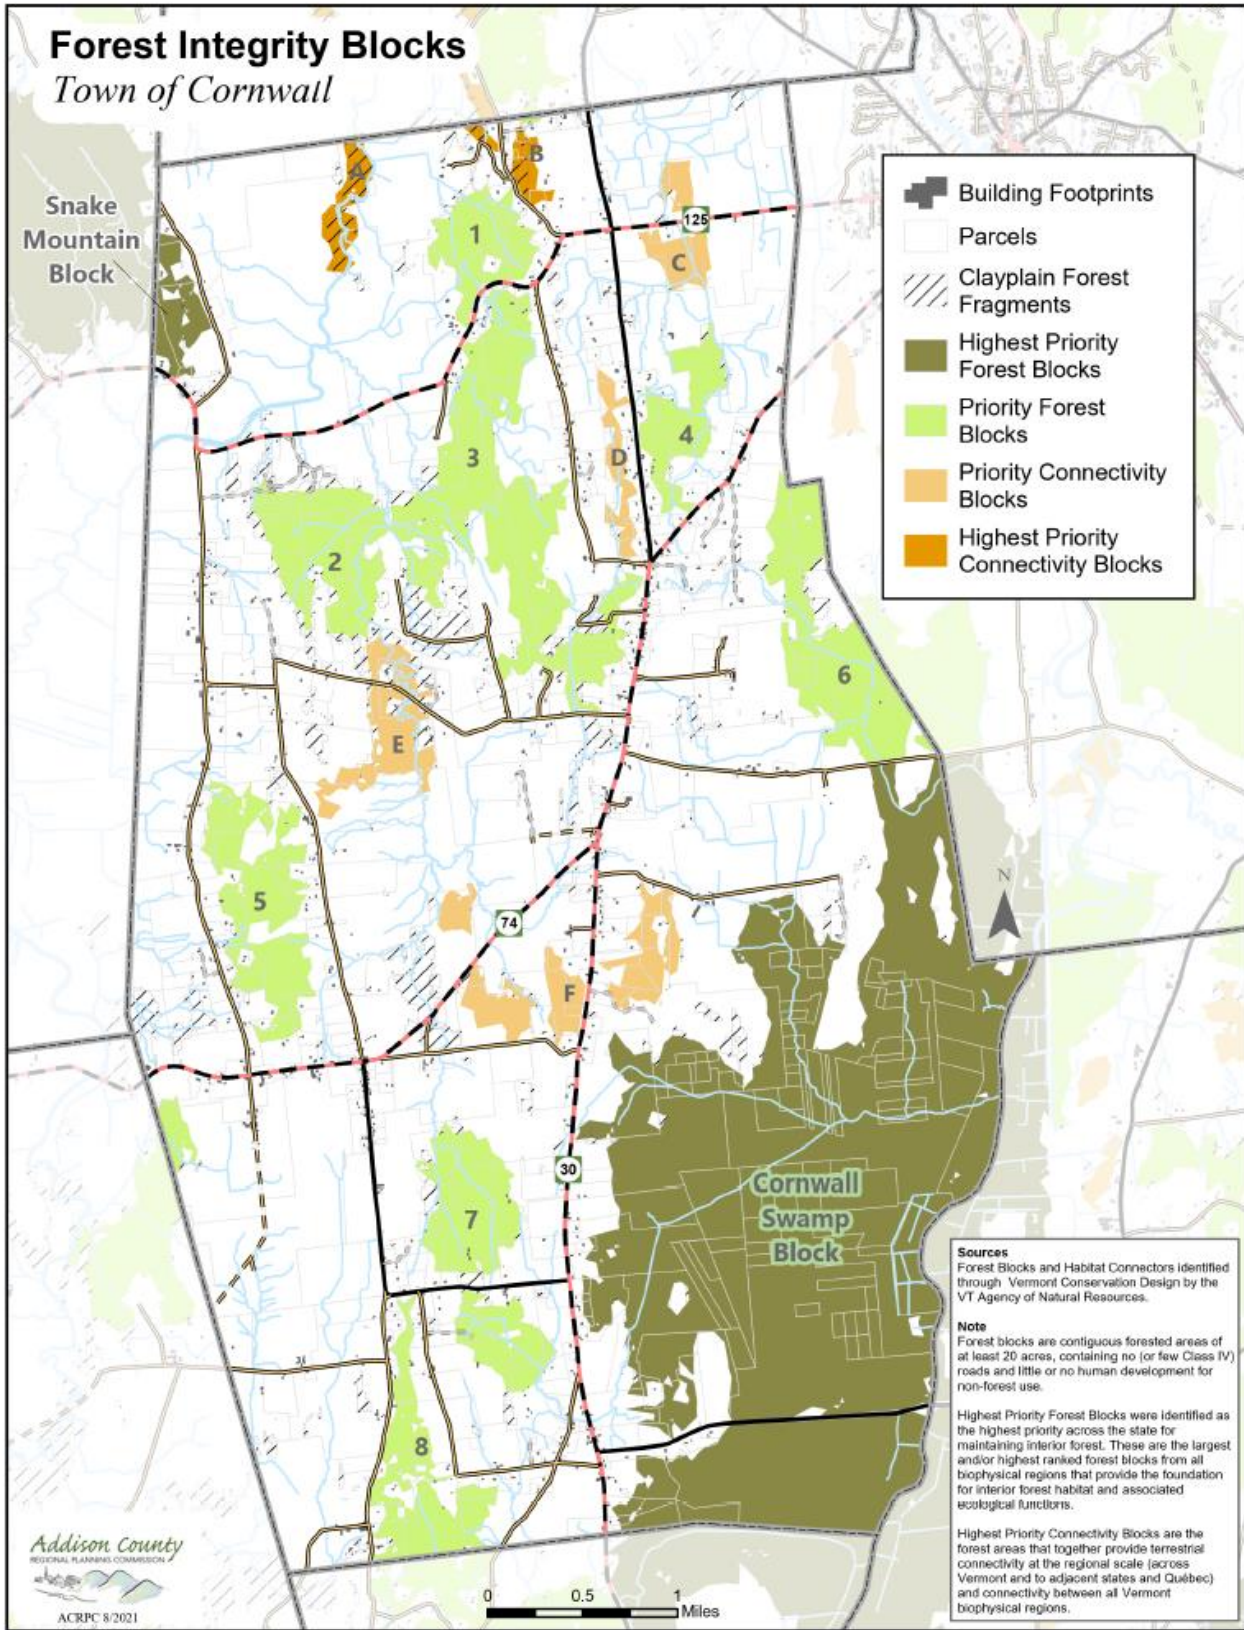 Forest Integrity Blocks
Town of Cornwall
Snake
Mountain
Block
A
B
1
125
C
Building Footprints
Parcels
Clayplain Forest
Fragments
Highest Priority
Forest Blocks
Priority Forest
Blocks
Priority Connectivity
Blocks
Highest Priority
Connectivity Blocks
D
4
3
2
6
E
5
N
74
F
30
7
Cornwall
Swamp
Block
8
Sources
Forest Blocks and Habitat Connectors identified
through Vermont Conservation Design by the
VT Agency of Natural Resources.
Note
Forest blocks are contiguous forested areas of
at least 20 acres, containing no (or few Class IV)
roads and little or no human development for
non-forest use.
Highest Priority Forest Blocks were identified as
the highest priority across the state for
maintaining interior forest. These are the largest
and/or highest ranked forest blocks from all
biophysical regions that provide the foundation
for interior forest habitat and associated
ecological functions.
Highest Priority Connectivity Blocks are the
forest areas that together provide terrestrial
connectivity at the regional scale (across
Vermont and to adjacent states and Québec)
and connectivity between all Vermont
biophysical regions.
Addison County
REGIONAL PLANNING COMMISSION
ACRPC 8/2021
0 0.5 1
Miles